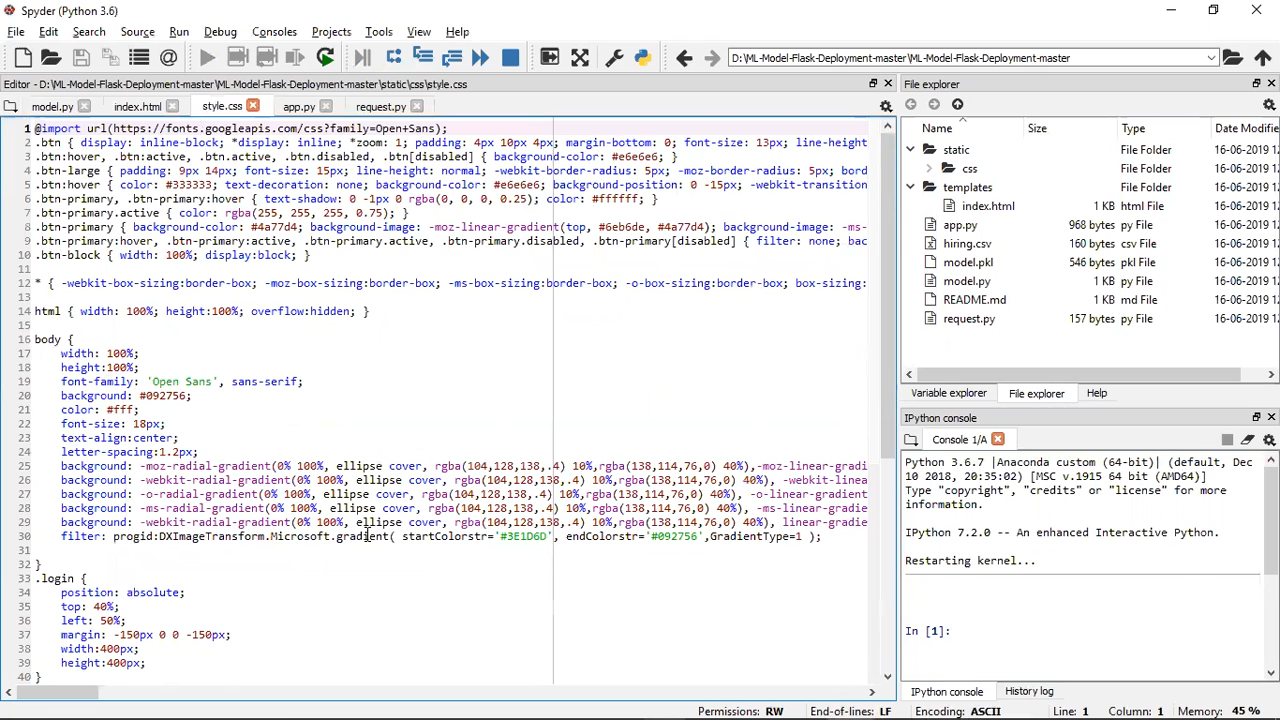 Spyder (Python 3.6)
File Edit Search Source Run Debug Consoles Projects Tools View Help
D:\ML-Model-Flask-Deployment-master\ML-Model-Flask-Deployment-master
Editor - D:\ML-Model-Flask-Deployment-master\ML-Model-Flask-Deployment-master\static\css\style.css
model.py index.html style.css app.py request.py
1 @import url(https://fonts.googleapis.com/css?family=Open+Sans);
2 .btn { display: inline-block; *display: inline; *zoom: 1; padding: 4px 10px 4px; margin-bottom: 0; font-size: 13px; line-height
3 .btn:hover, .btn:active, .btn.active, .btn.disabled, .btn[disabled] { background-color: #e6e6e6; }
4 .btn-large { padding: 9px 14px; font-size: 15px; line-height: normal; -webkit-border-radius: 5px; -moz-border-radius: 5px; bord
5 .btn:hover { color: #333333; text-decoration: none; background-color: #e6e6e6; background-position: 0 -15px; -webkit-transition
6 .btn-primary, .btn-primary:hover { text-shadow: 0 -1px 0 rgba(0, 0, 0, 0.25); color: #ffffff; }
7 .btn-primary.active { color: rgba(255, 255, 255, 0.75); }
8 .btn-primary { background-color: #4a77d4; background-image: -moz-linear-gradient(top, #6eb6de, #4a77d4); background-image: -ms-
9 .btn-primary:hover, .btn-primary:active, .btn-primary.active, .btn-primary.disabled, .btn-primary[disabled] { filter: none; bac
10 .btn-block { width: 100%; display:block; }
11
12 * { -webkit-box-sizing:border-box; -moz-box-sizing:border-box; -ms-box-sizing:border-box; -o-box-sizing:border-box; box-sizing:
13
14 html { width: 100%; height:100%; overflow:hidden; }
15
16 body {
17 width: 100%;
18 height:100%;
19 font-family: 'Open Sans', sans-serif;
20 background: #092756;
21 color: #fff;
22 font-size: 18px;
23 text-align:center;
24 letter-spacing:1.2px;
25 background: -moz-radial-gradient(0% 100%, ellipse cover, rgba(104,128,138,.4) 10%,rgba(138,114,76,0) 40%),-moz-linear-gradi
26 background: -webkit-radial-gradient(0% 100%, ellipse cover, rgba(104,128,138,.4) 10%,rgba(138,114,76,0) 40%), -webkit-linea
27 background: -o-radial-gradient(0% 100%, ellipse cover, rgba(104,128,138,.4) 10%,rgba(138,114,76,0) 40%), -o-linear-gradient
28 background: -ms-radial-gradient(0% 100%, ellipse cover, rgba(104,128,138,.4) 10%,rgba(138,114,76,0) 40%), -ms-linear-gradie
29 background: -webkit-radial-gradient(0% 100%, ellipse cover, rgba(104,128,138,.4) 10%,rgba(138,114,76,0) 40%), linear-gradie
30 filter: progid:DXImageTransform.Microsoft.gradient( startColorstr='#3E1D6D', endColorstr='#092756',GradientType=1 );
31
32 }
33 .login {
34 position: absolute;
35 top: 40%;
36 left: 50%;
37 margin: -150px 0 0 -150px;
38 width:400px;
39 height:400px;
40 }
File explorer
Name Size Type Date Modifie
static File Folder 16-06-2019 1
css File Folder 16-06-2019 1
templates File Folder 16-06-2019 1
index.html 1 KB html File 16-06-2019 1
app.py 968 bytes py File 16-06-2019 1
hiring.csv 160 bytes csv File 16-06-2019 1
model.pkl 546 bytes pkl File 16-06-2019 1
model.py 1 KB py File 16-06-2019 1
README.md 1 KB md File 16-06-2019 1
request.py 157 bytes py File 16-06-2019 1
Variable explorer File explorer Help
IPython console
Console 1/A
Python 3.6.7 |Anaconda custom (64-bit)| (default, Dec
10 2018, 20:35:02) [MSC v.1915 64 bit (AMD64)]
Type "copyright", "credits" or "license" for more
information.
IPython 7.2.0 -- An enhanced Interactive Python.
Restarting kernel...
In [1]:
IPython console History log
Permissions: RW End-of-lines: LF Encoding: ASCII Line: 1 Column: 1 Memory: 45 %